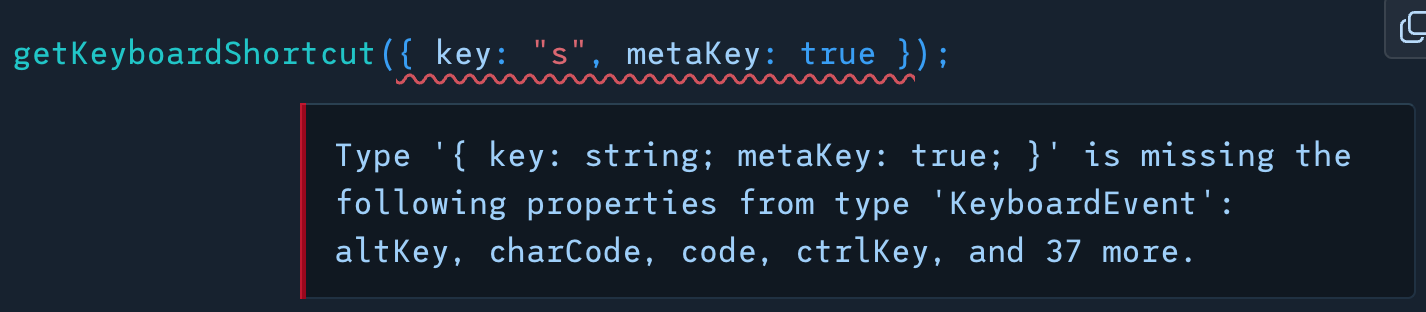 getKeyboardShortcut({ key: "s", metaKey: true });
Type '{ key: string; metaKey: true; }' is missing the
following properties from type 'KeyboardEvent':
altKey, charCode, code, ctrlKey, and 37 more.